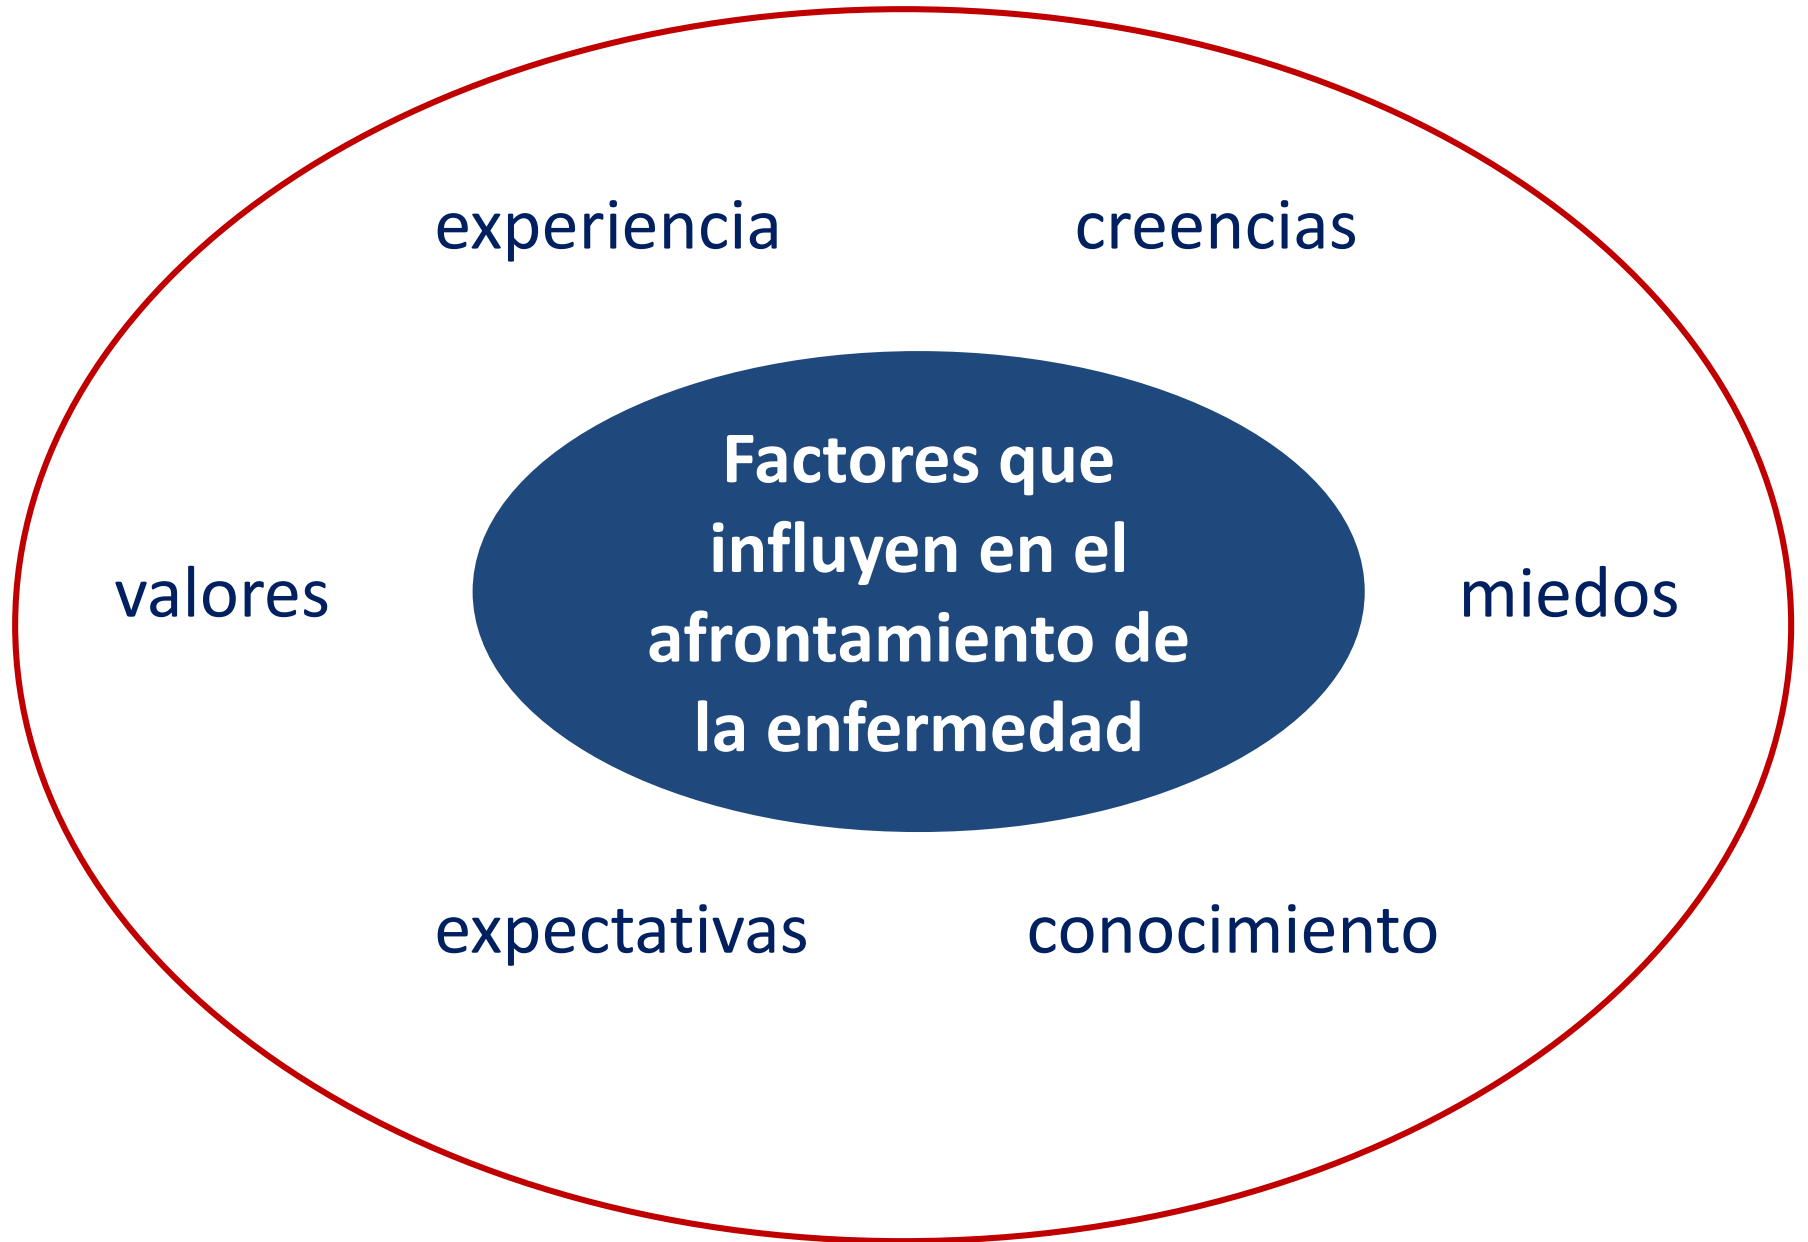 experiencia
creencias
Factores que
influyen en el
afrontamiento de
la enfermedad
valores
miedos
expectativas
conocimiento